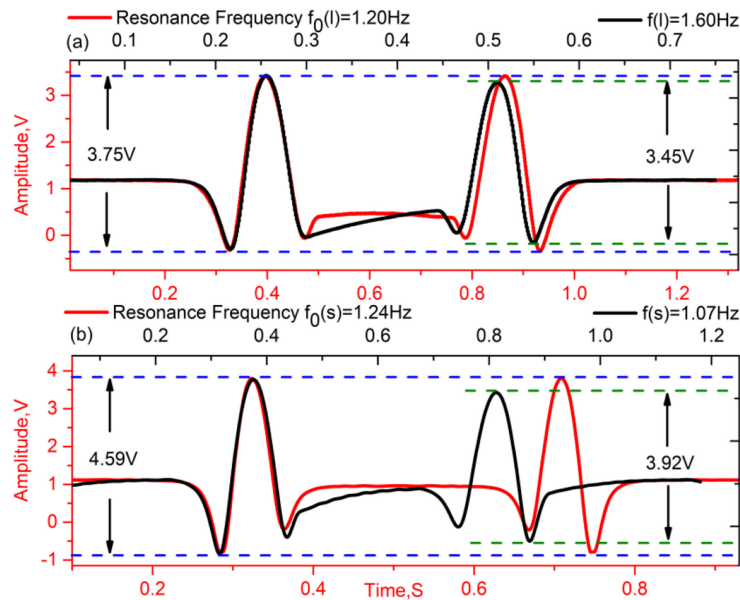 Resonance Frequency f0(l)=1.20Hz f(l)=1.60Hz
(a) 0.1 0.2 0.3 0.4 0.5 0.6 0.7
Amplitude,V
3
2
1
0
3.75V
3.45V
0.2 0.4 0.6 0.8 1.0 1.2
Resonance Frequency f0(s)=1.24Hz f(s)=1.07Hz
(b) 0.2 0.4 0.6 0.8 1.0 1.2
Amplitude,V
4
3
2
1
0
-1
4.59V
3.92V
0.2 0.4 0.6 0.8
Time,S